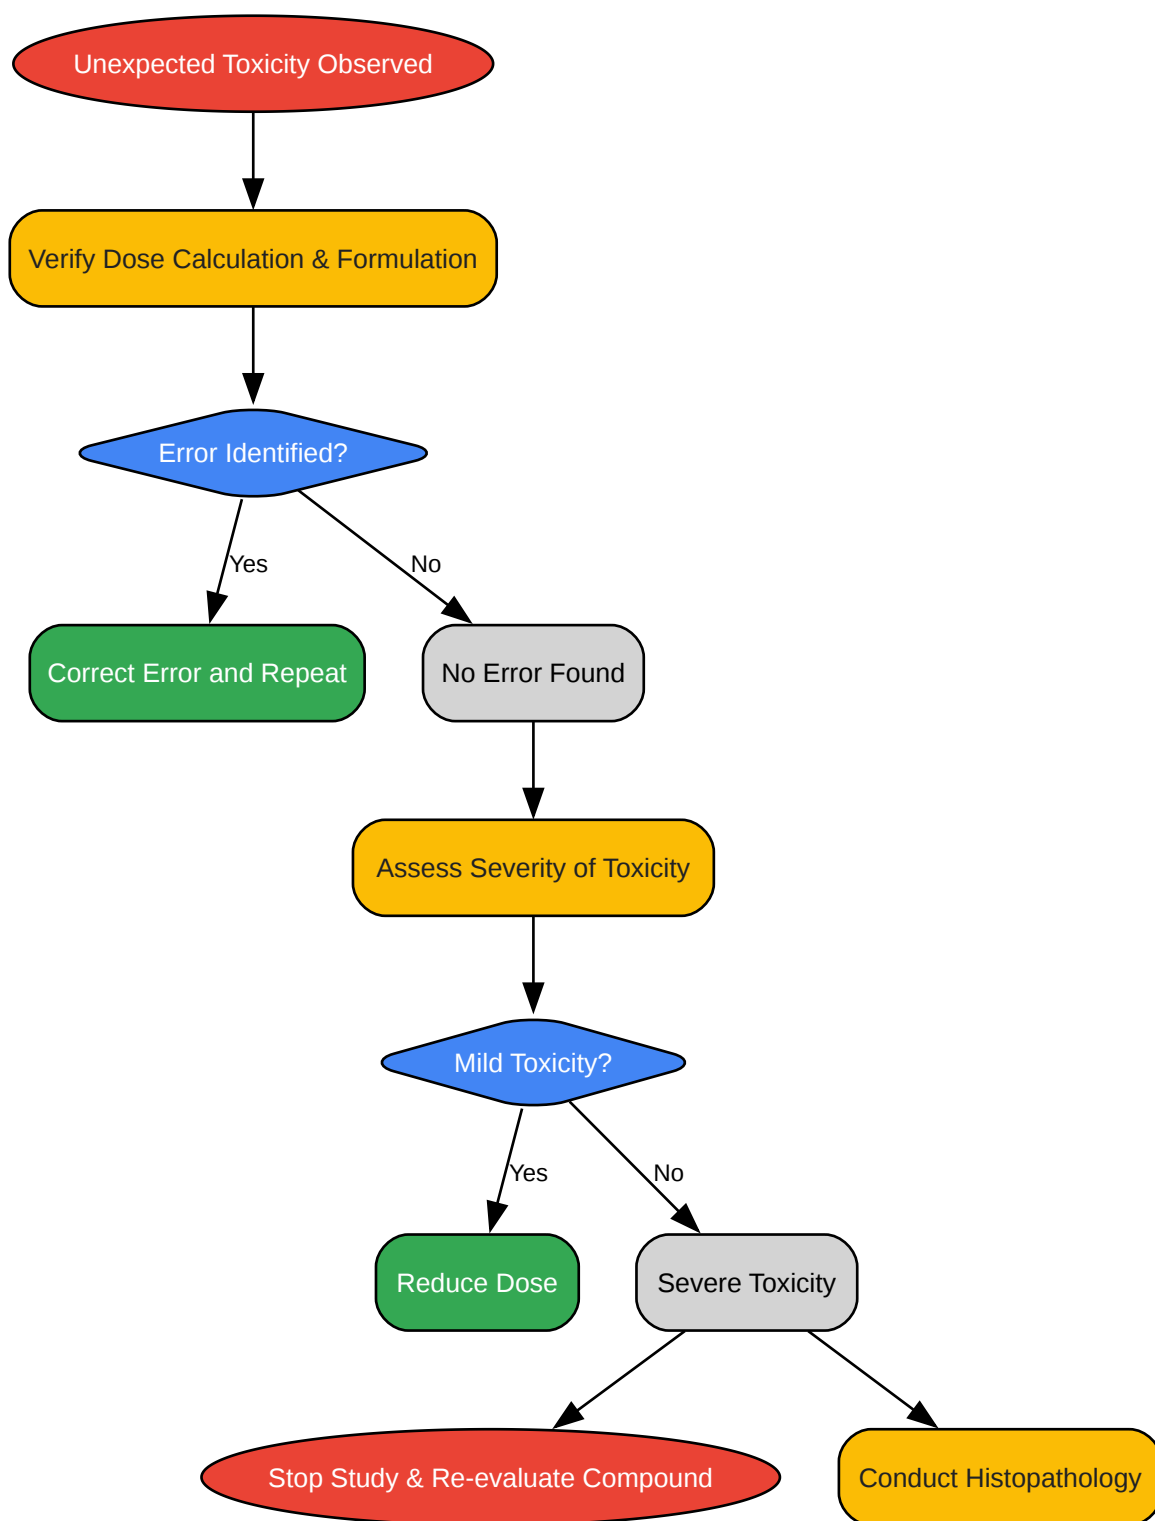 Unexpected Toxicity Observed
Verify Dose Calculation & Formulation
Error Identified?
Yes
No
Correct Error and Repeat
No Error Found
Assess Severity of Toxicity
Mild Toxicity?
Yes
No
Reduce Dose
Severe Toxicity
Stop Study & Re-evaluate Compound
Conduct Histopathology